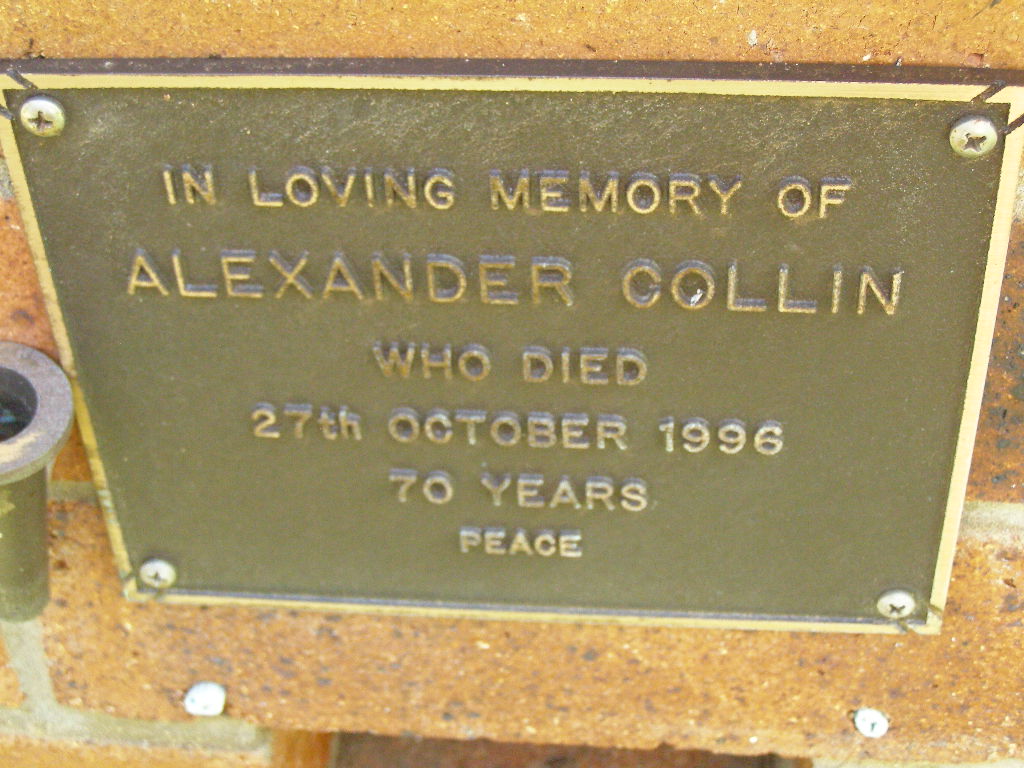 IN LOVING MEMORY OF
ALEXANDER COLLIN
WHO DIED
27th OCTOBER 1996
70 YEARS
PEACE